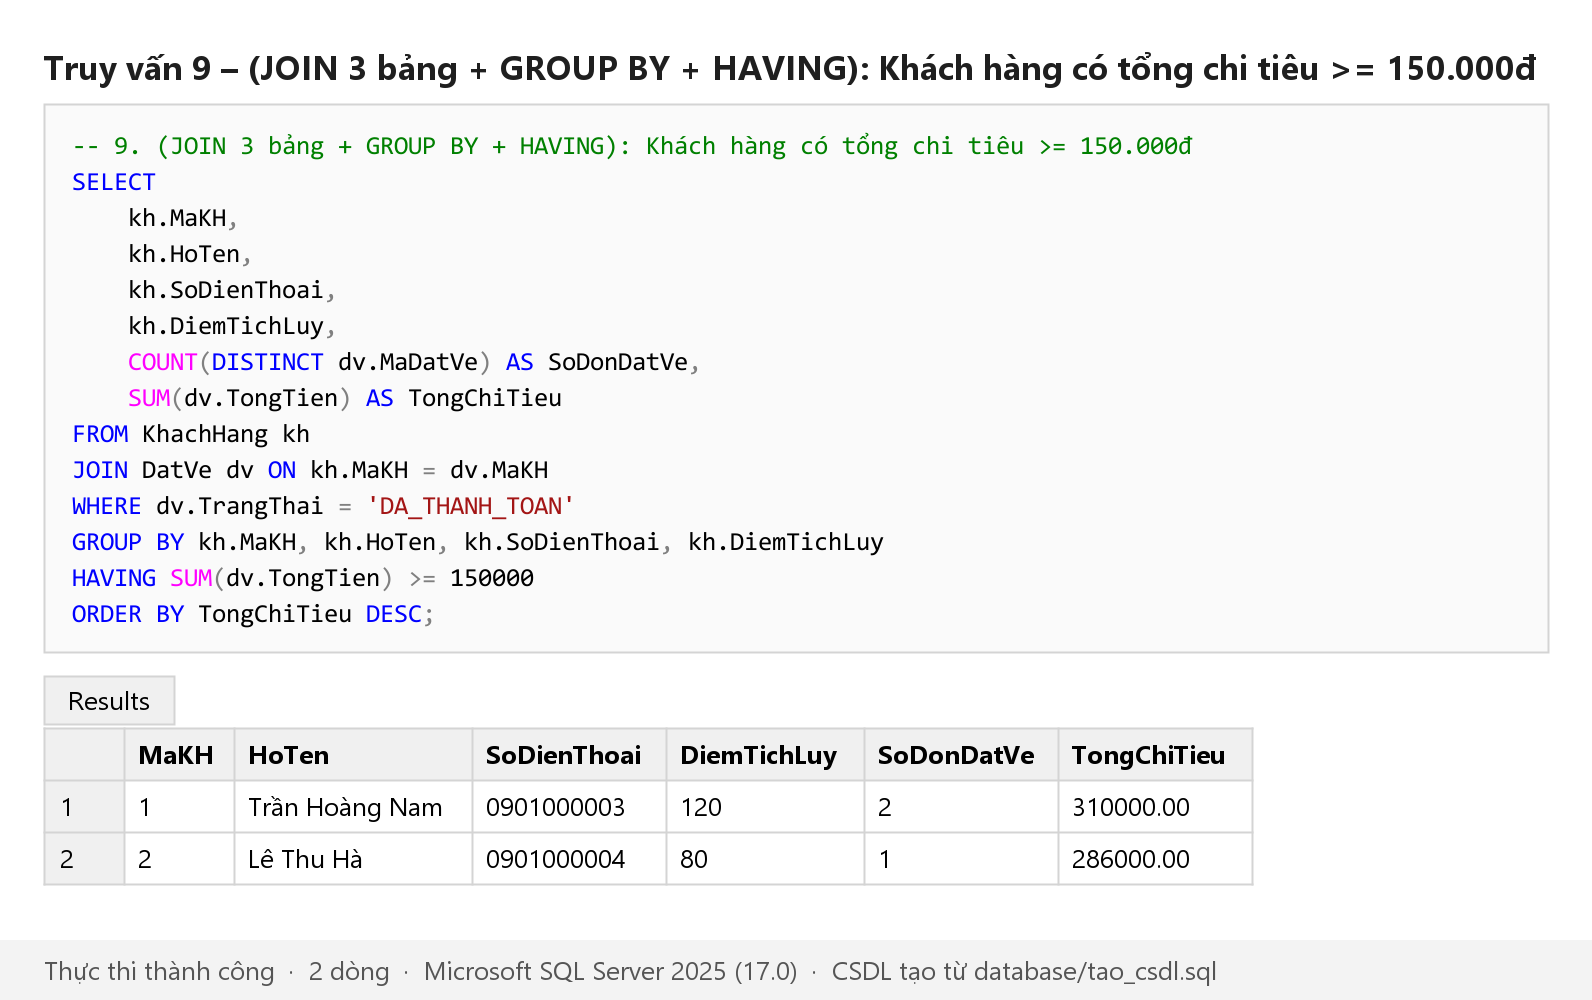 Truy vấn 9 – (JOIN 3 bảng + GROUP BY + HAVING): Khách hàng có tổng chi tiêu >= 150.000đ
-- 9. (JOIN 3 bảng + GROUP BY + HAVING): Khách hàng có tổng chi tiêu >= 150.000đ
SELECT
    kh.MaKH,
    kh.HoTen,
    kh.SoDienThoai,
    kh.DiemTichLuy,
    COUNT(DISTINCT dv.MaDatVe) AS SoDonDatVe,
    SUM(dv.TongTien) AS TongChiTieu
FROM KhachHang kh
JOIN DatVe dv ON kh.MaKH = dv.MaKH
WHERE dv.TrangThai = 'DA_THANH_TOAN'
GROUP BY kh.MaKH, kh.HoTen, kh.SoDienThoai, kh.DiemTichLuy
HAVING SUM(dv.TongTien) >= 150000
ORDER BY TongChiTieu DESC;
Results
MaKH HoTen SoDienThoai DiemTichLuy SoDonDatVe TongChiTieu
1 1 Trần Hoàng Nam 0901000003 120 2 310000.00
2 2 Lê Thu Hà 0901000004 80 1 286000.00
Thực thi thành công · 2 dòng · Microsoft SQL Server 2025 (17.0) · CSDL tạo từ database/tao_csdl.sql